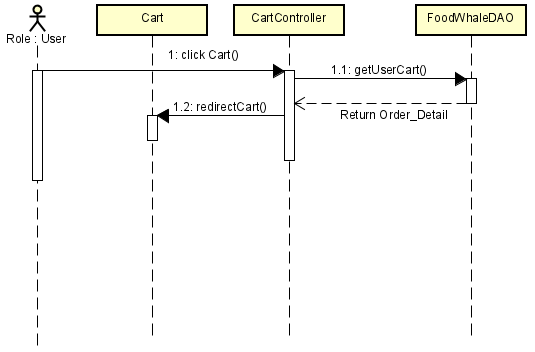 Role : User
Cart
CartController
FoodWhaleDAO
1: click Cart()
1.1: getUserCart()
Return Order_Detail
1.2: redirectCart()